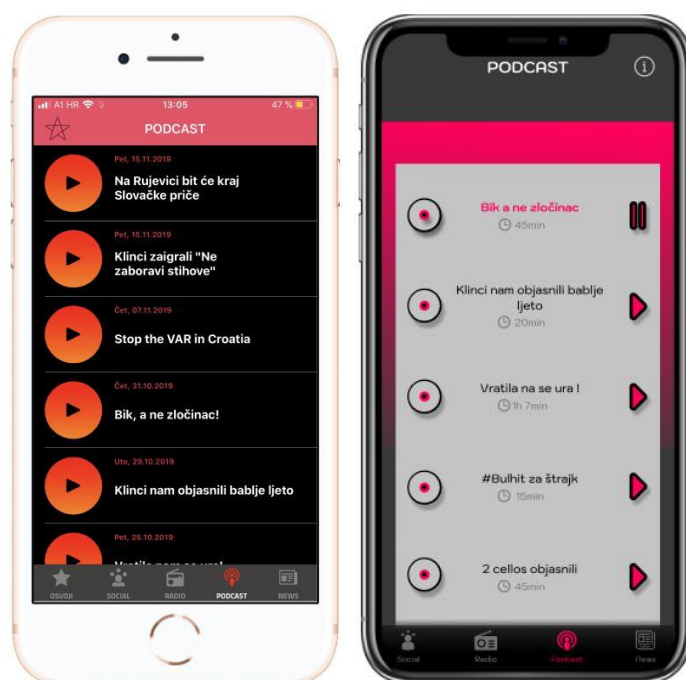 A1 HR
13:05
47 %
PODCAST
Pet, 15.11.2019
Na Rujevici bit će kraj
Slovačke priče
Pet, 15.11.2019
Klinci zaigrali "Ne
zaboravi stihove"
Čet, 07.11.2019
Stop the VAR in Croatia
Čet, 31.10.2019
Bik, a ne zločinac!
Uto, 29.10.2019
Klinci nam objasnili bablje ljeto
Pet, 25.10.2019
Vratila nam se ura!
OSVOJI
SOCIAL
RADIO
PODCAST
NEWS
PODCAST
Bik a ne zločinac
45min
Klinci nam objasnili bablje
ljeto
20min
Vratila na se ura !
1h 7min
#Bulhit za štrajk
15min
2 cellos objasnili
45min
Social
Radio
Podcast
News